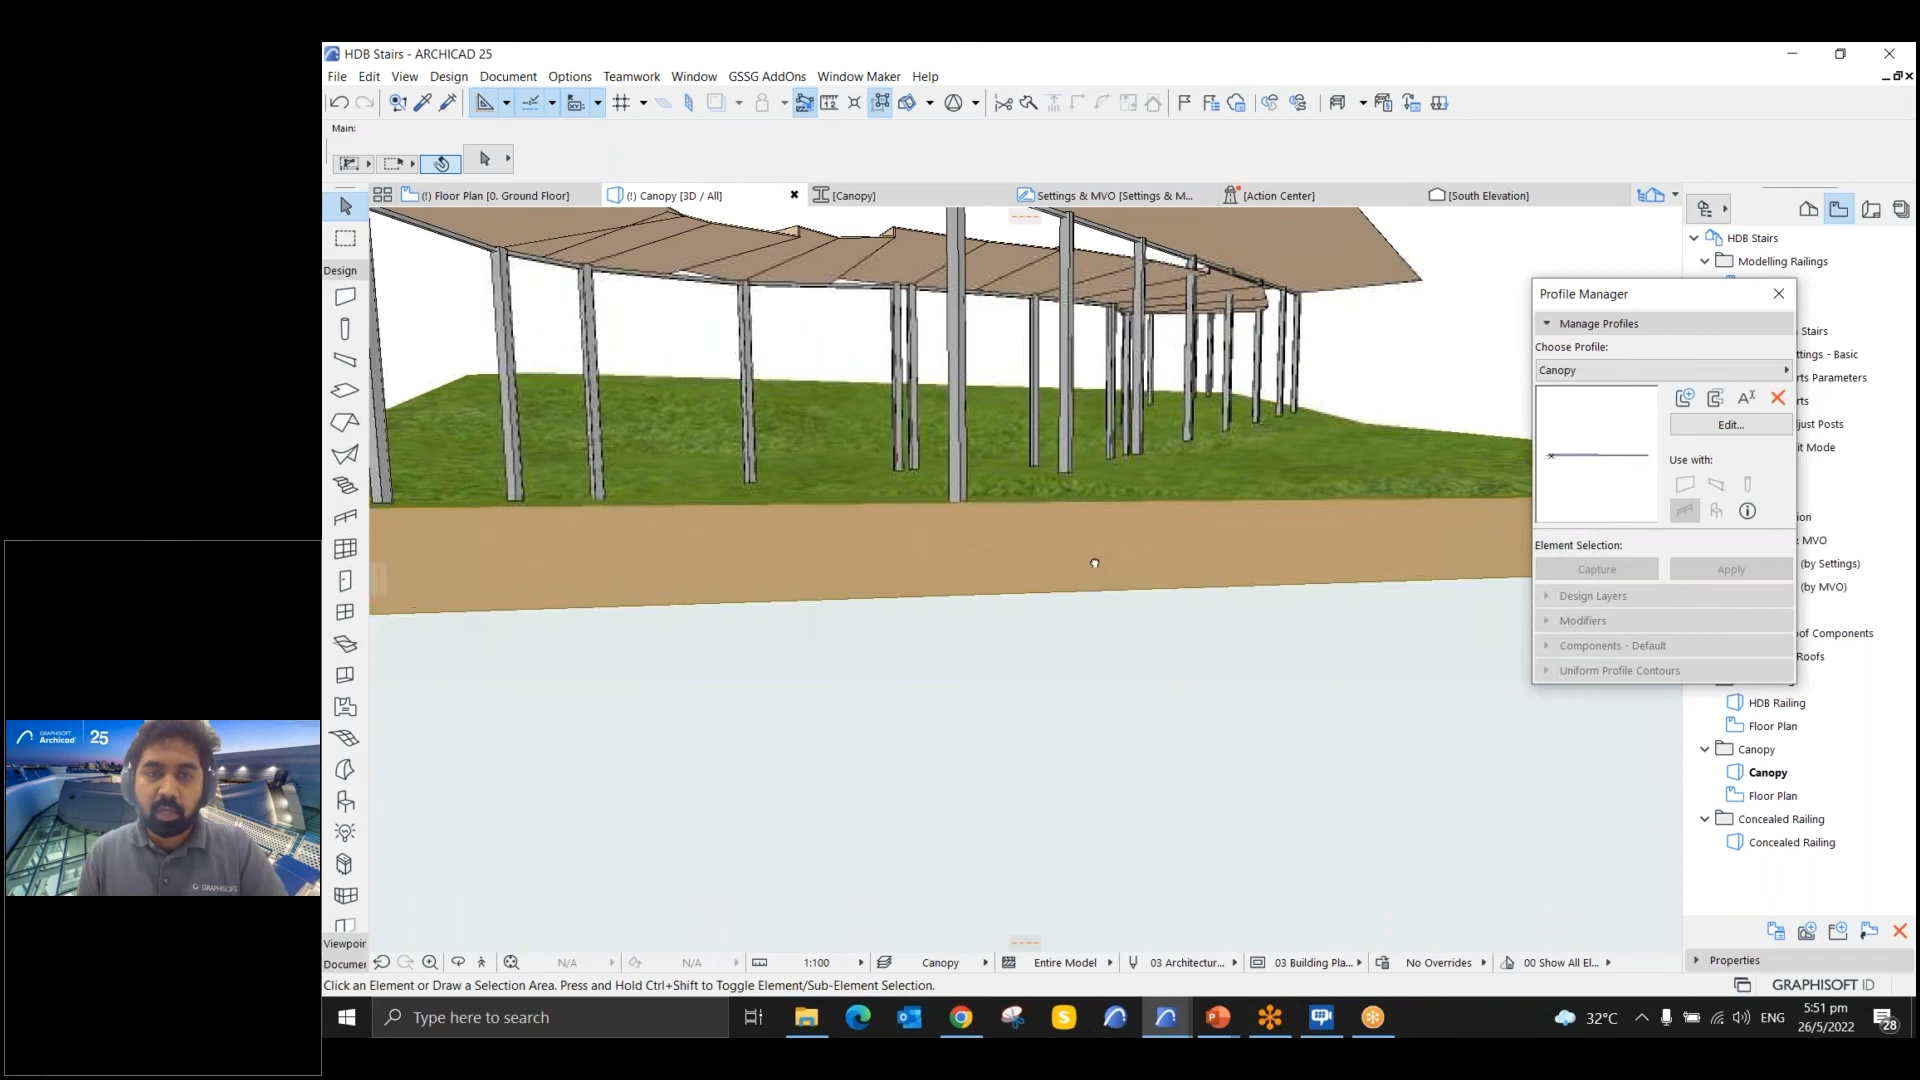 HDB Stairs - ARCHICAD 25
File Edit View Design Document Options Teamwork Window GSSG AddOns Window Maker Help
Main:
(!) Floor Plan [0. Ground Floor]
(!) Canopy [3D / All]
[Canopy]
Settings & MVO [Settings & M...
[Action Center]
[South Elevation]
Design
HDB Stairs
Modelling Railings
Profile Manager
Manage Profiles
Choose Profile:
Canopy
Edit...
Use with:
Element Selection:
Capture
Apply
Design Layers
Modifiers
Components - Default
Uniform Profile Contours
Stairs
ttings - Basic
rts Parameters
rts
just Posts
it Mode
ion
MVO
(by Settings)
(by MVO)
of Components
Roofs
HDB Railing
Floor Plan
Canopy
Canopy
Floor Plan
Concealed Railing
Concealed Railing
GRAPHISOFT
Archicad
25
GRAPHISOFT
Viewpoir
Documer
N/A
N/A
1:100
Canopy
Entire Model
03 Architectur...
03 Building Pla...
No Overrides
00 Show All El...
Properties
Click an Element or Draw a Selection Area. Press and Hold Ctrl+Shift to Toggle Element/Sub-Element Selection.
GRAPHISOFT ID
Type here to search
32°C
ENG
5:51 pm
26/5/2022
28